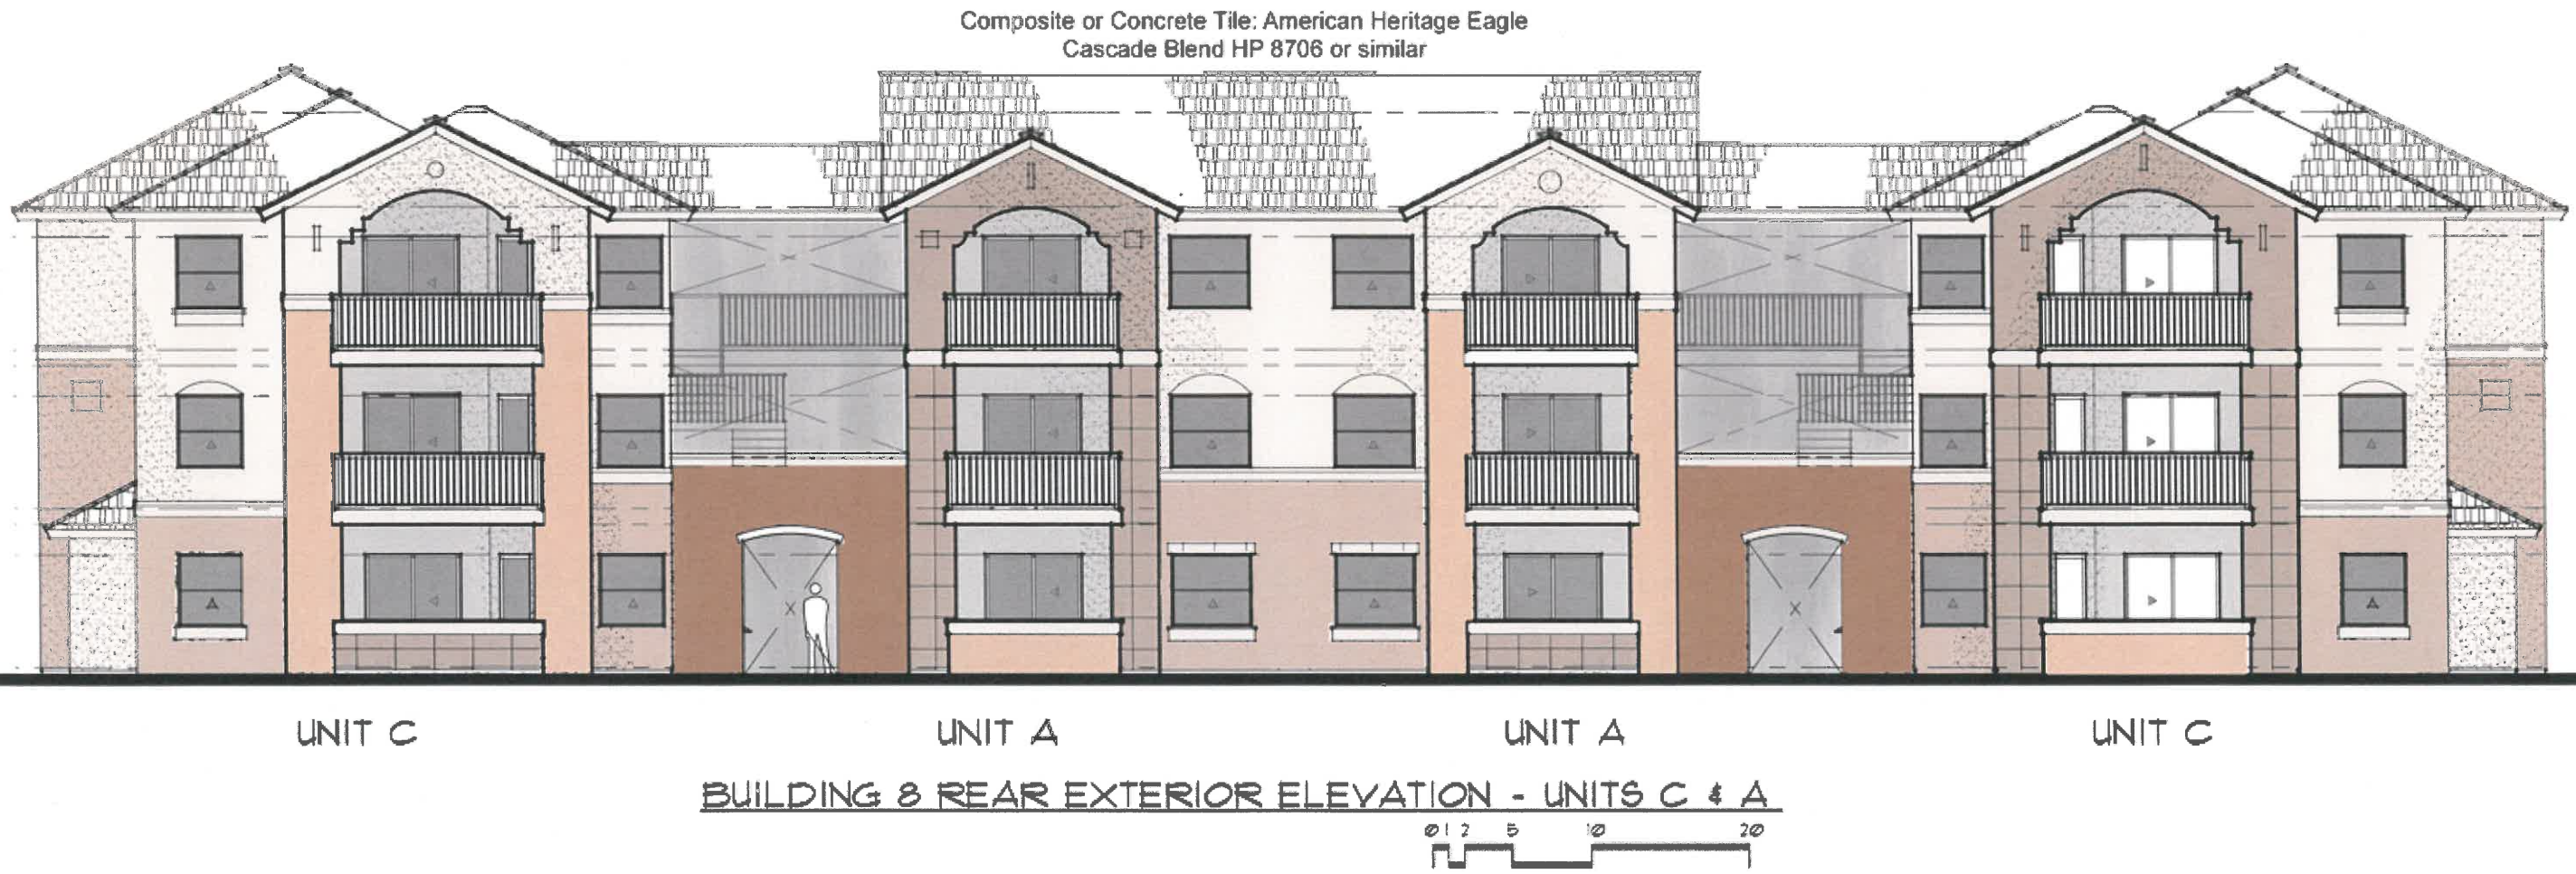 Composite or Concrete Tile: American Heritage Eagle
Cascade Blend HP 8706 or similar
UNIT C
UNIT A
UNIT A
UNIT C
BUILDING 8 REAR EXTERIOR ELEVATION - UNITS C & A
0 1 2 5 10 20